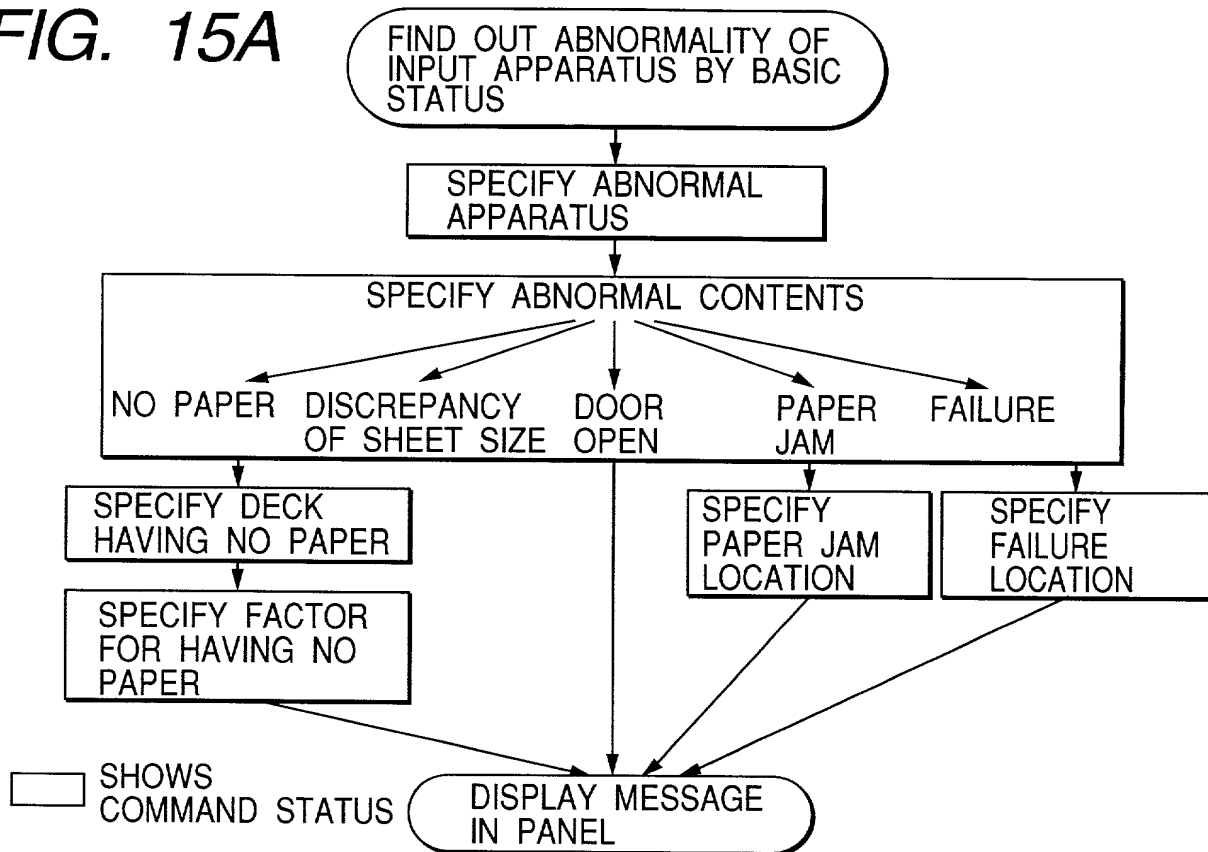 FIG. 15A
FIND OUT ABNORMALITY OF
INPUT APPARATUS BY BASIC
STATUS
SPECIFY ABNORMAL
APPARATUS
SPECIFY ABNORMAL CONTENTS
NO PAPER
DISCREPANCY
OF SHEET SIZE
DOOR
OPEN
PAPER
JAM
FAILURE
SPECIFY DECK
HAVING NO PAPER
SPECIFY
PAPER JAM
LOCATION
SPECIFY
FAILURE
LOCATION
SPECIFY FACTOR
FOR HAVING NO
PAPER
SHOWS
COMMAND STATUS
DISPLAY MESSAGE
IN PANEL